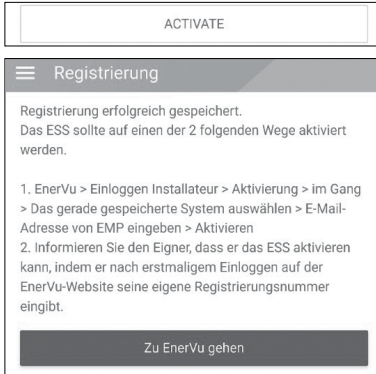 ACTIVATE
Registrierung
Registrierung erfolgreich gespeichert.
Das ESS sollte auf einen der 2 folgenden Wege aktiviert
werden.
1. EnerVu > Einloggen Installateur > Aktivierung > im Gang
> Das gerade gespeicherte System auswählen > E-Mail-
Adresse von EMP eingeben > Aktivieren
2. Informieren Sie den Eigner, dass er das ESS aktivieren
kann, indem er nach erstmaligem Einloggen auf der
EnerVu-Website seine eigene Registrierungsnummer
eingibt.
Zu EnerVu gehen